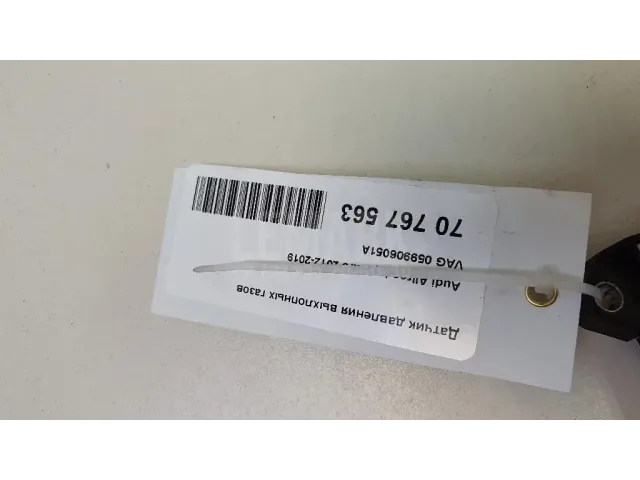 Датчик давления выхлопных газов
Audi 2012-2019
VAG 059906051A
70 767 563